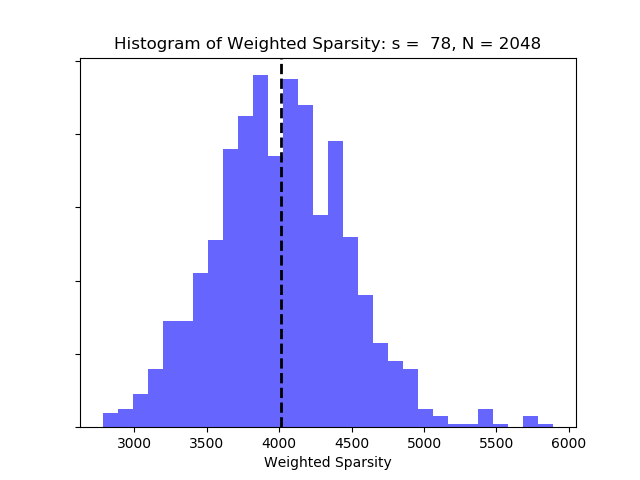 Histogram of Weighted Sparsity: s =  78, N = 2048
3000 3500 4000 4500 5000 5500 6000
Weighted Sparsity